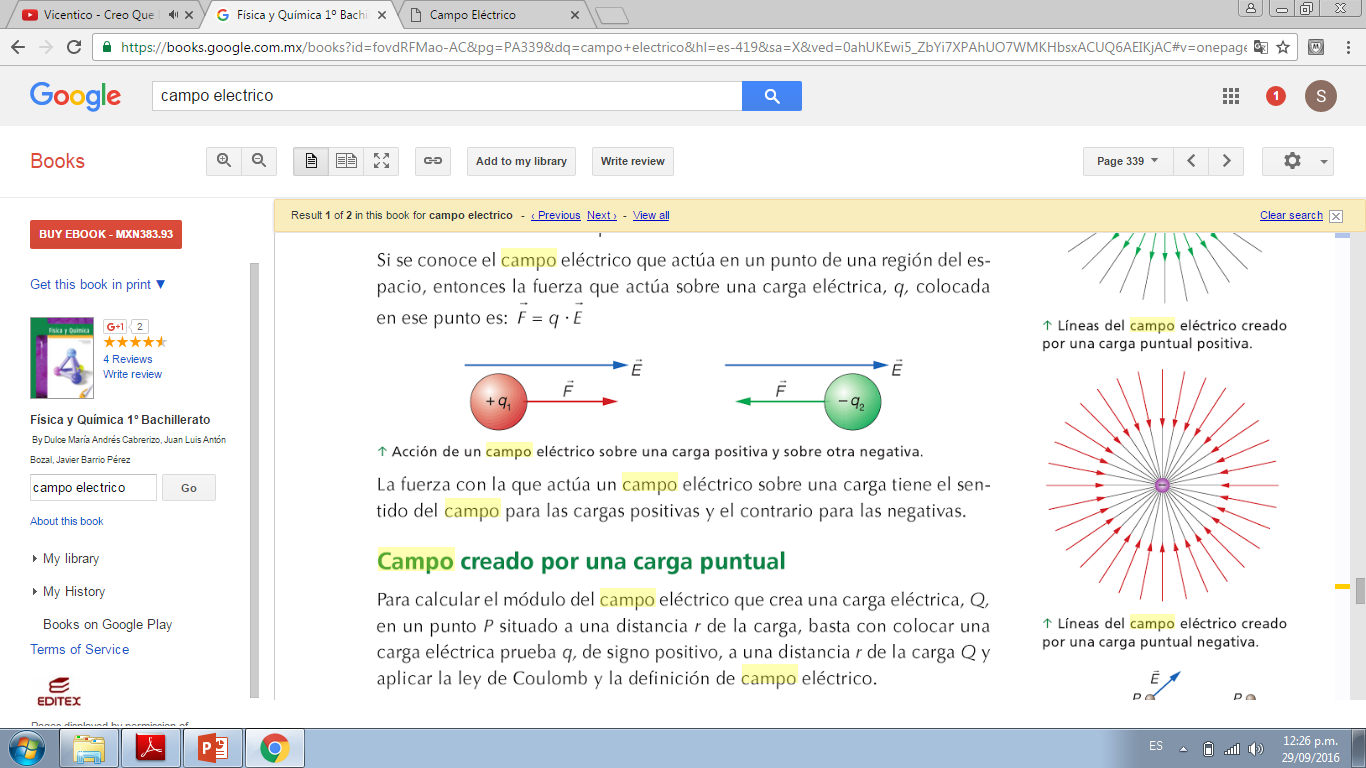 Vicentico - Creo Que
Física y Química 1º Bachi
Campo Eléctrico
https://books.google.com.mx/books?id=fovdRFMao-AC&pg=PA339&dq=campo+electrico&hl=es-419&sa=X&ved=0ahUKEwi5_ZbYi7XPAhUO7WMKHbsxACUQ6AEIKjAC#v=onepage
Google
campo electrico
1
S
Books
Add to my library
Write review
Page 339
Result 1 of 2 in this book for campo electrico - ‹ Previous Next › - View all
Clear search
BUY EBOOK - MXN383.93
Get this book in print ▼
Física y Química
G+1 2
4 Reviews
Write review
Física y Química 1º Bachillerato
By Dulce María Andrés Cabrerizo, Juan Luis Antón
Bozal, Javier Barrio Pérez
campo electrico
Go
About this book
My library
My History
Books on Google Play
Terms of Service
EDITEX
Pages displayed by permission of
Si se conoce el campo eléctrico que actúa en un punto de una región del es-
pacio, entonces la fuerza que actúa sobre una carga eléctrica, q, colocada
en ese punto es: F⃗ = q · E⃗
E⃗
+q₁
F⃗
E⃗
F⃗
−q₂
↑ Acción de un campo eléctrico sobre una carga positiva y sobre otra negativa.
La fuerza con la que actúa un campo eléctrico sobre una carga tiene el sen-
tido del campo para las cargas positivas y el contrario para las negativas.
Campo creado por una carga puntual
Para calcular el módulo del campo eléctrico que crea una carga eléctrica, Q,
en un punto P situado a una distancia r de la carga, basta con colocar una
carga eléctrica prueba q, de signo positivo, a una distancia r de la carga Q y
aplicar la ley de Coulomb y la definición de campo eléctrico.
↑ Líneas del campo eléctrico creado
por una carga puntual positiva.
↑ Líneas del campo eléctrico creado
por una carga puntual negativa.
E⃗
P
P
ES
12:26 p.m.
29/09/2016